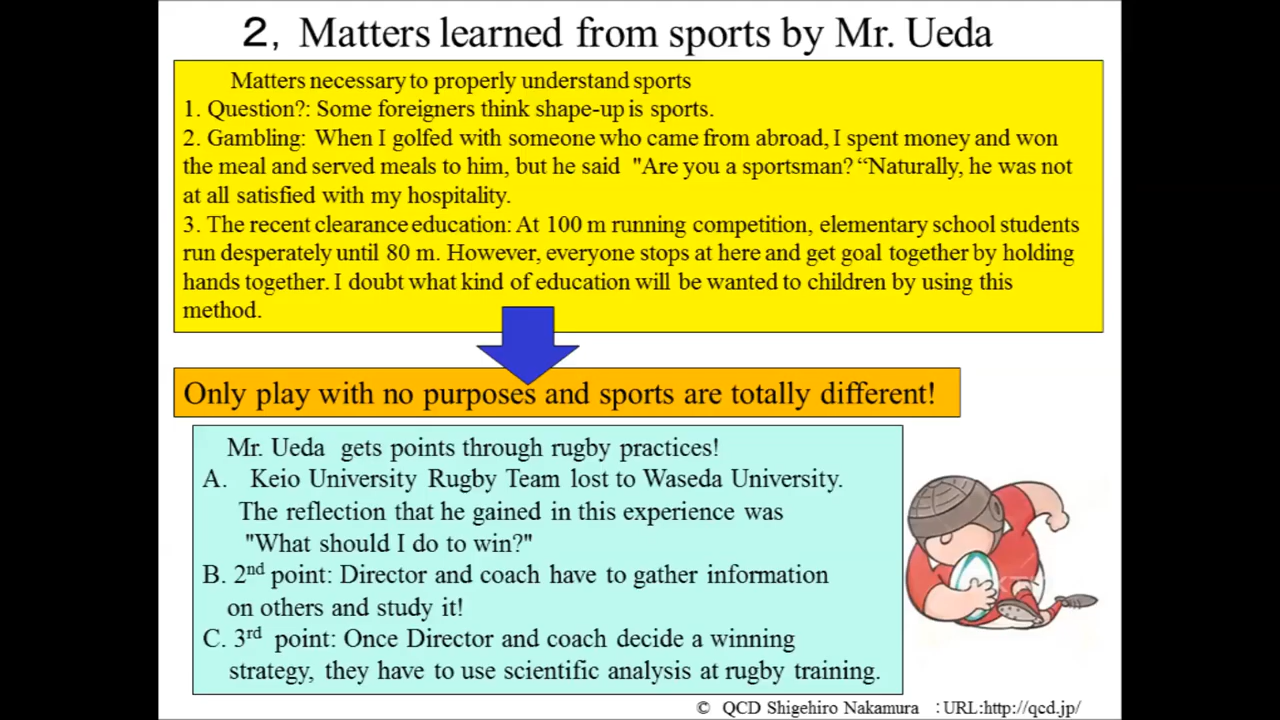 2, Matters learned from sports by Mr. Ueda
Matters necessary to properly understand sports
1. Question?: Some foreigners think shape-up is sports.
2. Gambling: When I golfed with someone who came from abroad, I spent money and won
the meal and served meals to him, but he said "Are you a sportsman? “Naturally, he was not
at all satisfied with my hospitality.
3. The recent clearance education: At 100 m running competition, elementary school students
run desperately until 80 m. However, everyone stops at here and get goal together by holding
hands together. I doubt what kind of education will be wanted to children by using this
method.
Only play with no purposes and sports are totally different!
Mr. Ueda gets points through rugby practices!
A. Keio University Rugby Team lost to Waseda University.
The reflection that he gained in this experience was
"What should I do to win?"
B. 2nd point: Director and coach have to gather information
on others and study it!
C. 3rd point: Once Director and coach decide a winning
strategy, they have to use scientific analysis at rugby training.
© QCD Shigehiro Nakamura :URL:http://qcd.jp/